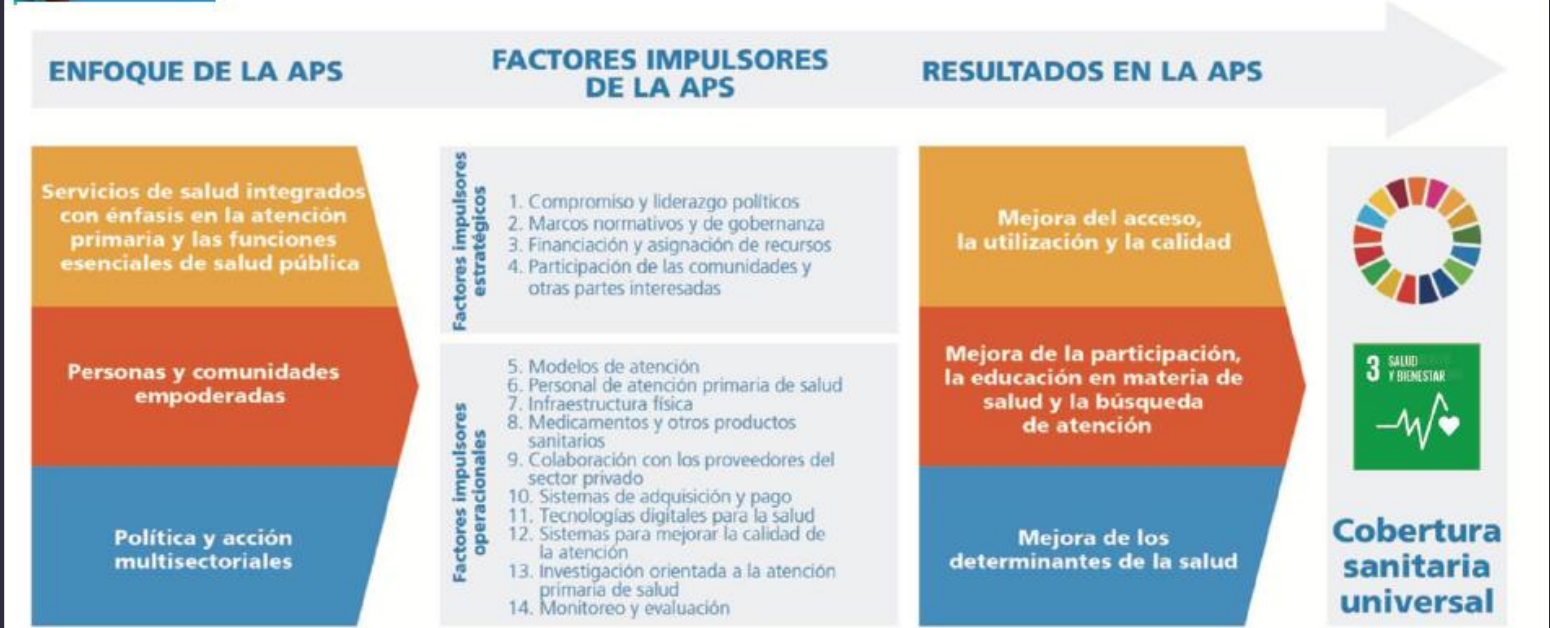 ENFOQUE DE LA APS
FACTORES IMPULSORES
DE LA APS
RESULTADOS EN LA APS
Servicios de salud integrados
con énfasis en la atención
primaria y las funciones
esenciales de salud pública
Personas y comunidades
empoderadas
Política y acción
multisectoriales
Factores impulsores
estratégicos
1. Compromiso y liderazgo políticos
2. Marcos normativos y de gobernanza
3. Financiación y asignación de recursos
4. Participación de las comunidades y
otras partes interesadas
Factores impulsores
operacionales
5. Modelos de atención
6. Personal de atención primaria de salud
7. Infraestructura física
8. Medicamentos y otros productos
sanitarios
9. Colaboración con los proveedores del
sector privado
10. Sistemas de adquisición y pago
11. Tecnologías digitales para la salud
12. Sistemas para mejorar la calidad de
la atención
13. Investigación orientada a la atención
primaria de salud
14. Monitoreo y evaluación
Mejora del acceso,
la utilización y la calidad
Mejora de la participación,
la educación en materia de
salud y la búsqueda
de atención
Mejora de los
determinantes de la salud
3 SALUD
Y BIENESTAR
Cobertura
sanitaria
universal